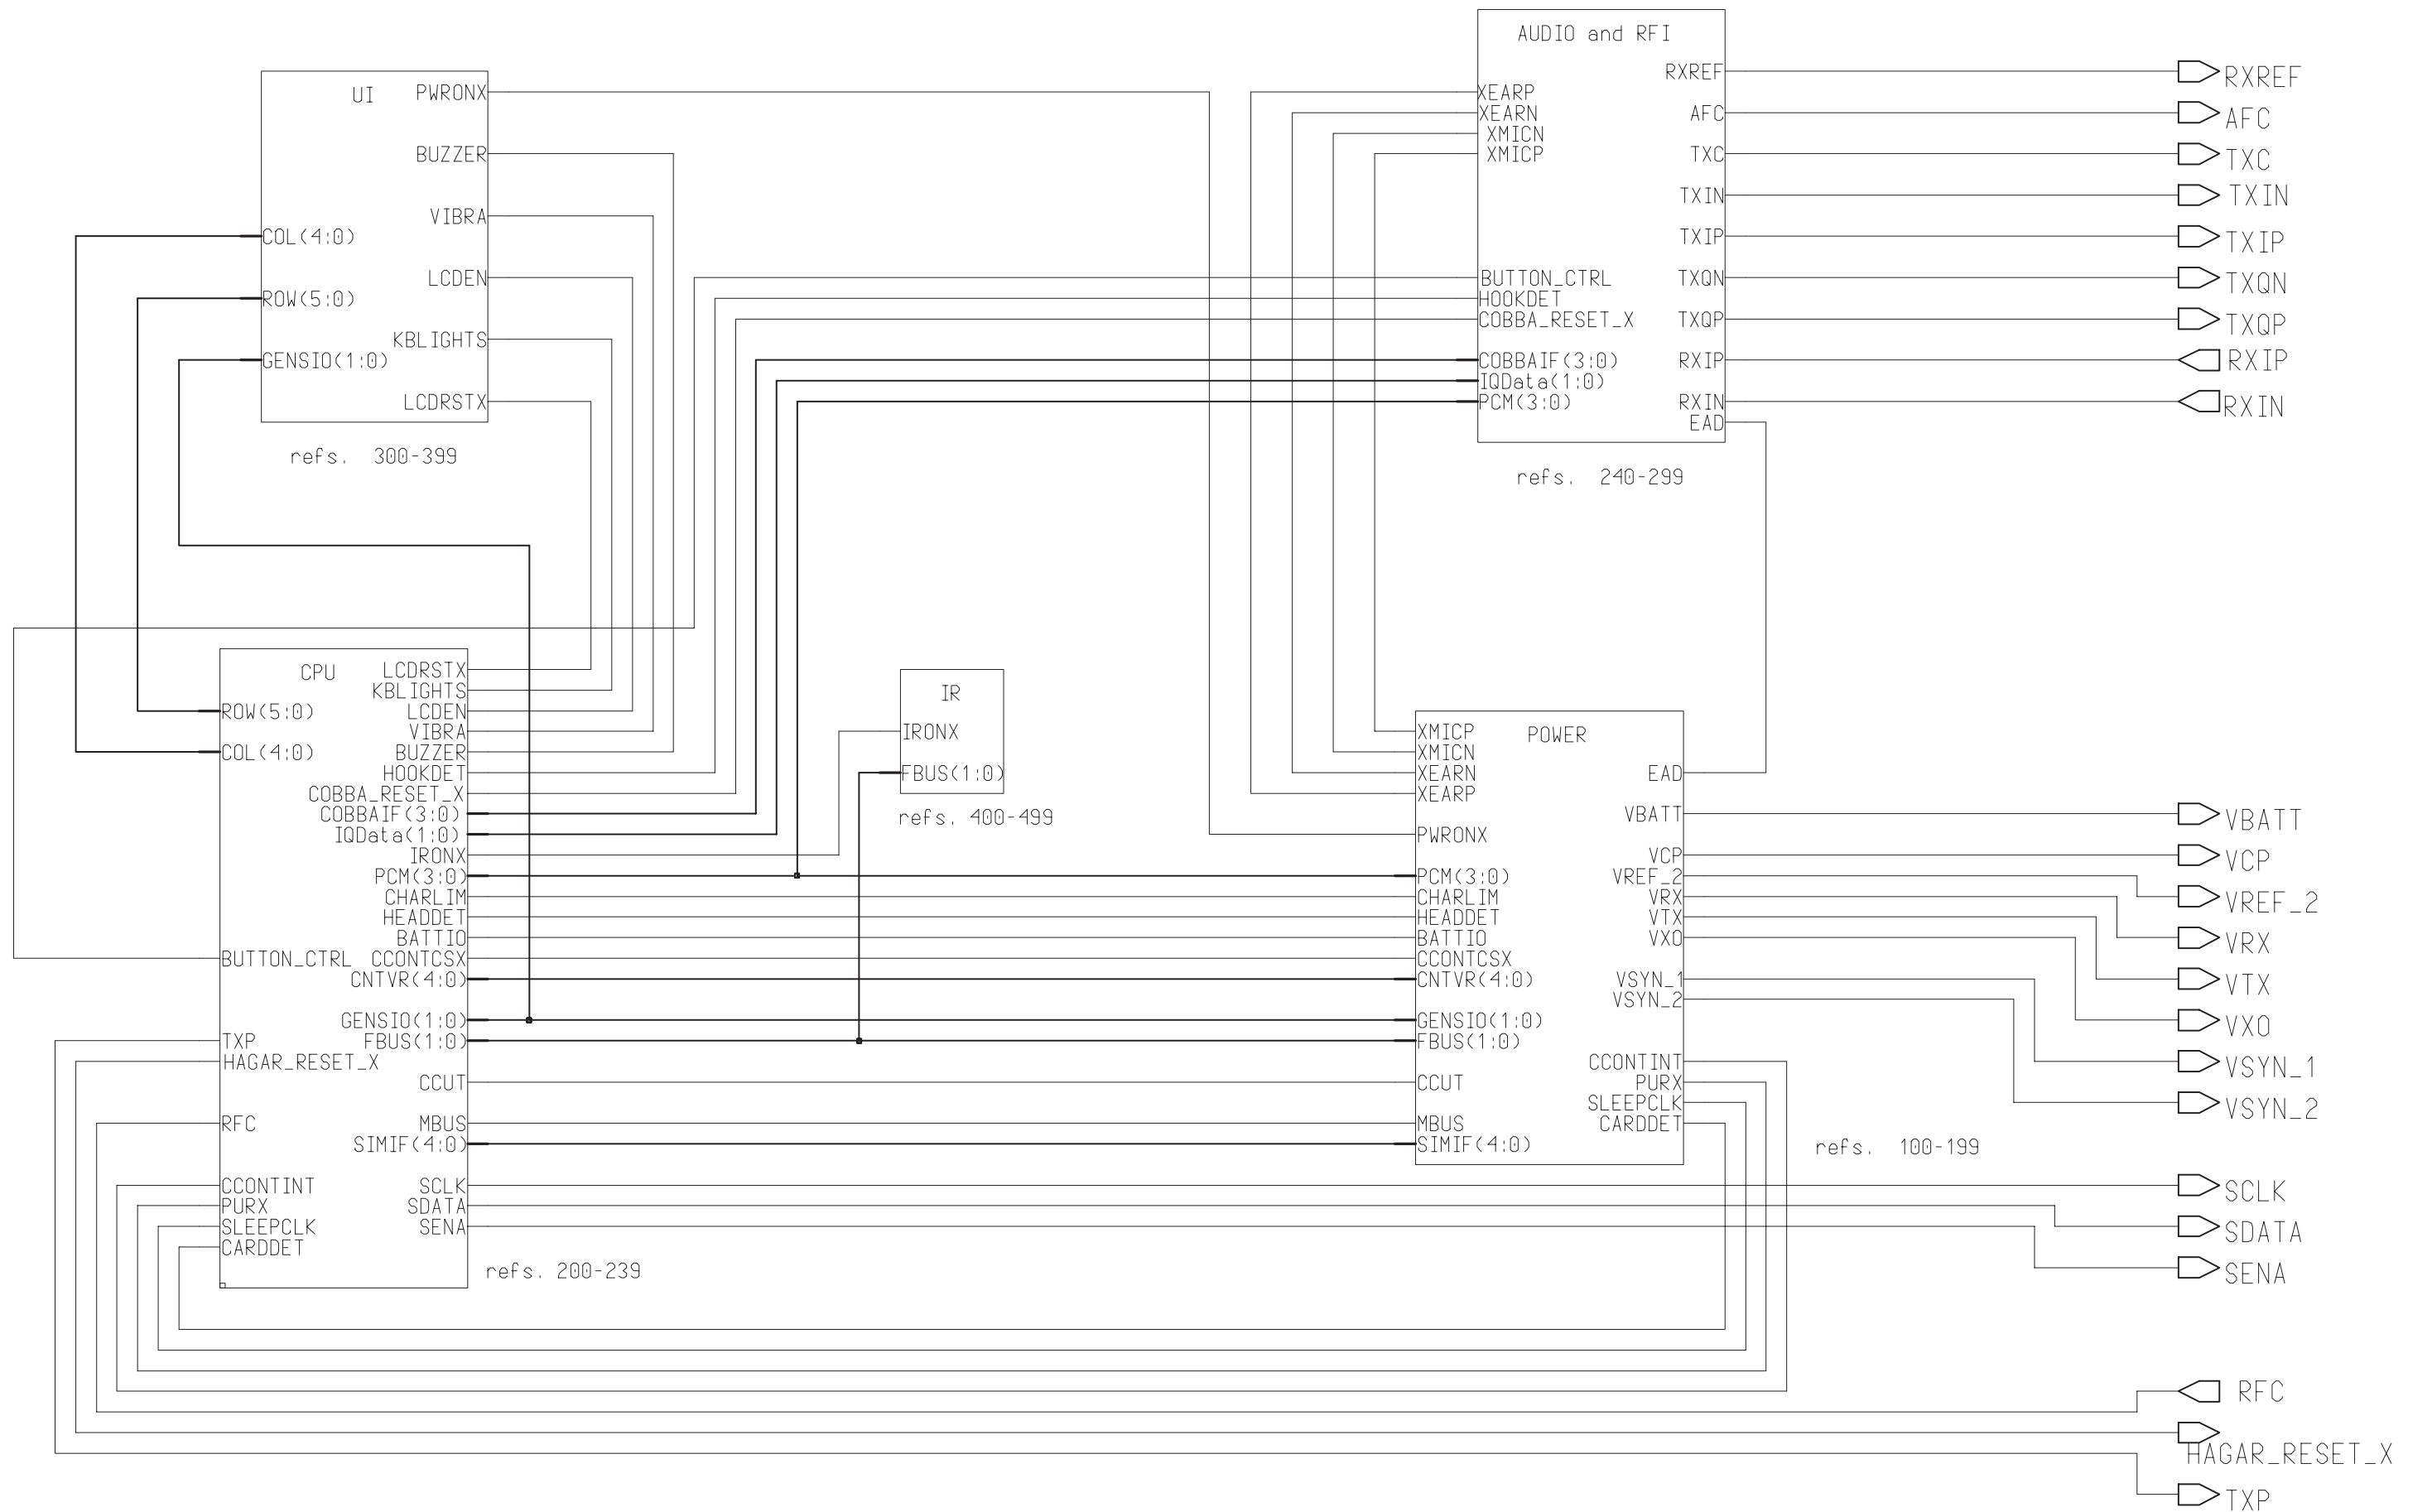 UI
PWRONX
BUZZER
VIBRA
COL(4:0)
LCDEN
ROW(5:0)
KBLIGHTS
GENSIO(1:0)
LCDRSTX
refs. 300-399
AUDIO and RFI
RXREF
XEARP
XEARN
AFC
XMICN
XMICP
TXC
TXIN
TXIP
BUTTON_CTRL
TXQN
HOOKDET
COBBA_RESET_X
TXQP
COBBAIF(3:0)
RXIP
IQData(1:0)
PCM(3:0)
RXIN
EAD
refs. 240-299
RXREF
AFC
TXC
TXIN
TXIP
TXQN
TXQP
RXIP
RXIN
CPU
LCDRSTX
KBLIGHTS
ROW(5:0)
LCDEN
VIBRA
COL(4:0)
BUZZER
HOOKDET
COBBA_RESET_X
COBBAIF(3:0)
IQData(1:0)
IRONX
PCM(3:0)
CHARLIM
HEADDET
BATTIO
BUTTON_CTRL
CCONTCSX
CNTVR(4:0)
GENSIO(1:0)
TXP
FBUS(1:0)
HAGAR_RESET_X
CCUT
RFC
MBUS
SIMIF(4:0)
CCONTINT
SCLK
PURX
SDATA
SLEEPCLK
SENA
CARDDET
refs. 200-239
IR
IRONX
FBUS(1:0)
refs. 400-499
POWER
XMICP
XMICN
XEARN
EAD
XEARP
VBATT
PWRONX
VCP
PCM(3:0)
VREF_2
CHARLIM
VRX
HEADDET
VTX
BATTIO
VXO
CCONTCSX
CNTVR(4:0)
VSYN_1
VSYN_2
GENSIO(1:0)
FBUS(1:0)
CCONTINT
CCUT
PURX
SLEEPCLK
MBUS
CARDDET
SIMIF(4:0)
refs. 100-199
VBATT
VCP
VREF_2
VRX
VTX
VXO
VSYN_1
VSYN_2
SCLK
SDATA
SENA
RFC
HAGAR_RESET_X
TXP